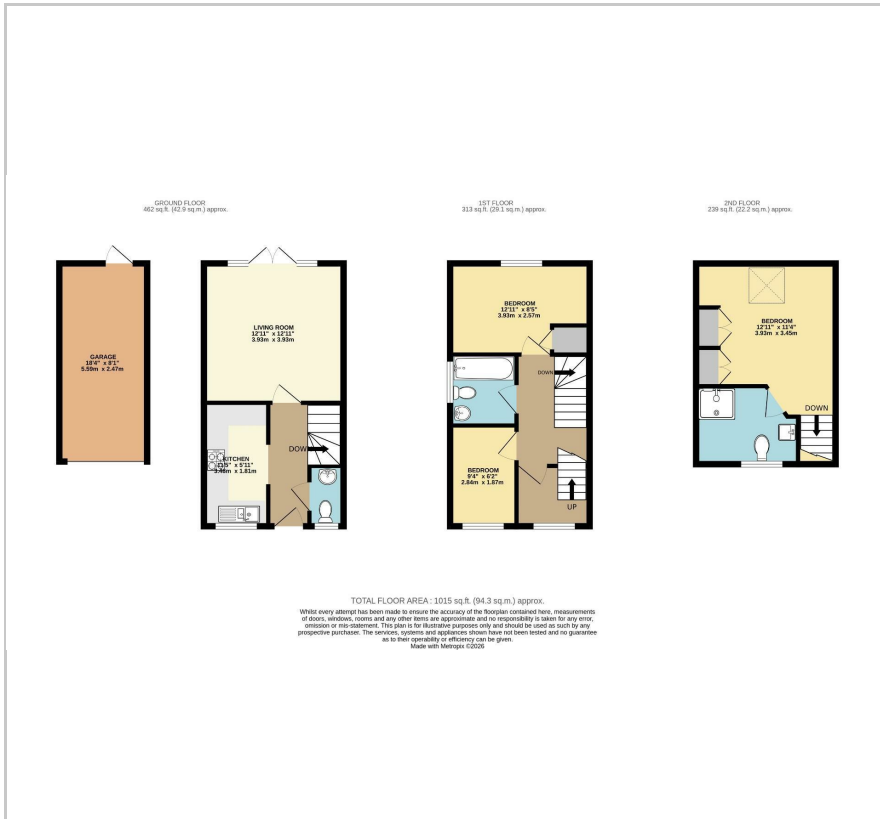 GROUND FLOOR
462 sq.ft. (42.9 sq.m.) approx.
1ST FLOOR
313 sq.ft. (29.1 sq.m.) approx.
2ND FLOOR
239 sq.ft. (22.2 sq.m.) approx.
GARAGE
18'4" x 8'1"
5.59m x 2.47m
LIVING ROOM
12'11" x 12'11"
3.93m x 3.93m
KITCHEN
11'5" x 5'11"
3.48m x 1.81m
DOW
BEDROOM
12'11" x 8'5"
3.93m x 2.57m
DOWN
BEDROOM
9'4" x 6'2"
2.84m x 1.87m
UP
BEDROOM
12'11" x 11'4"
3.93m x 3.45m
DOWN
TOTAL FLOOR AREA : 1015 sq.ft. (94.3 sq.m.) approx.
Whilst every attempt has been made to ensure the accuracy of the floorplan contained here, measurements
of doors, windows, rooms and any other items are approximate and no responsibility is taken for any error,
omission or mis-statement. This plan is for illustrative purposes only and should be used as such by any
prospective purchaser. The services, systems and appliances shown have not been tested and no guarantee
as to their operability or efficiency can be given.
Made with Metropix ©2026